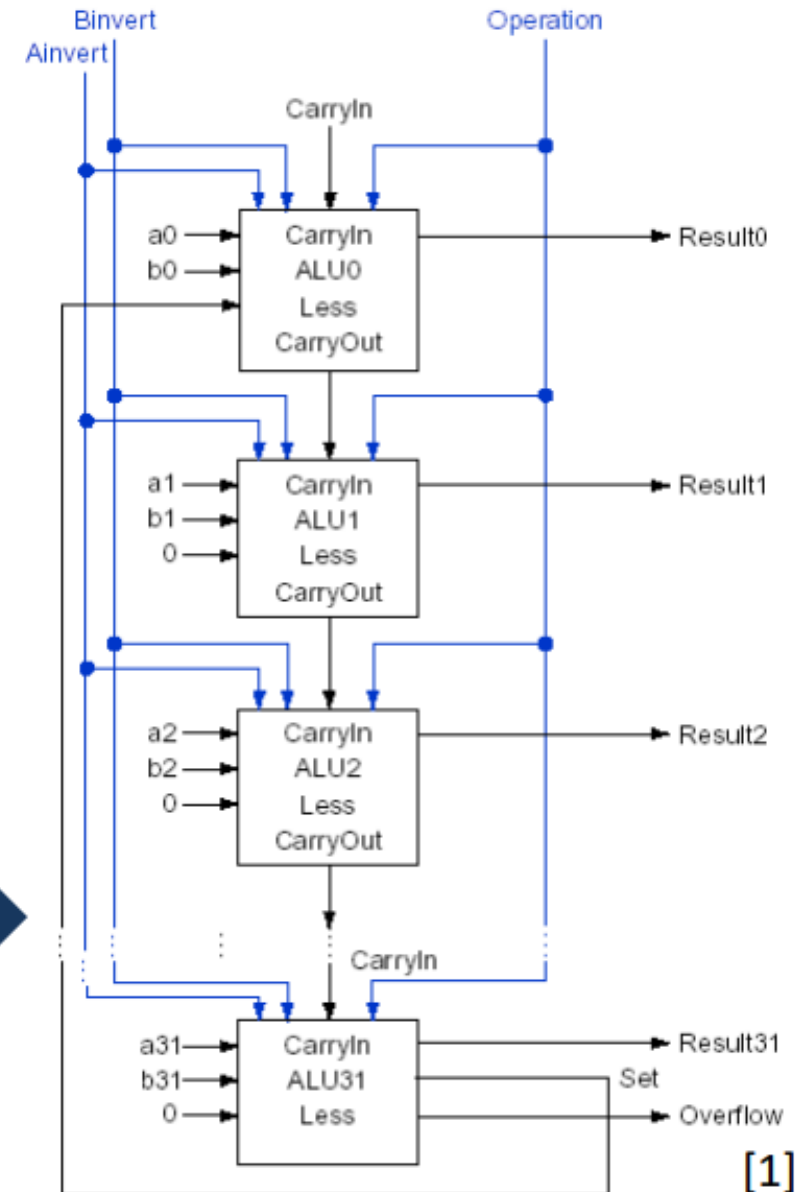 Binvert Operation
Ainvert
CarryIn
a0 CarryIn Result0
b0 ALU0
Less
CarryOut
a1 CarryIn Result1
b1 ALU1
0 Less
CarryOut
a2 CarryIn Result2
b2 ALU2
0 Less
CarryOut
CarryIn
a31 CarryIn Result31
b31 ALU31 Set
0 Less Overflow
[1]